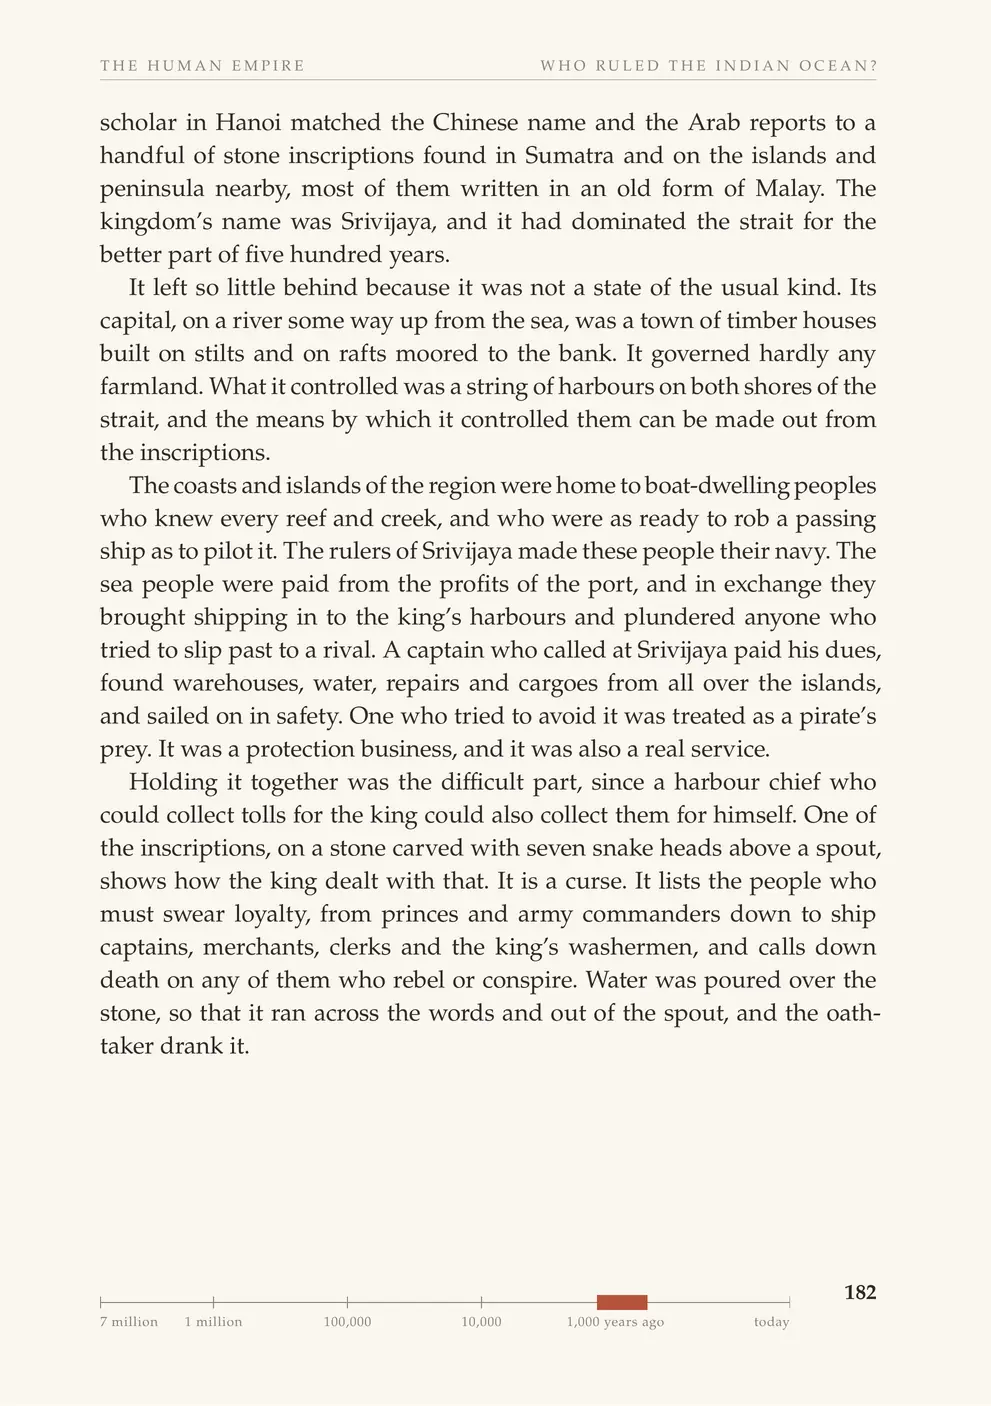 THE HUMAN EMPIRE
WHO RULED THE INDIAN OCEAN?
scholar in Hanoi matched the Chinese name and the Arab reports to a
handful of stone inscriptions found in Sumatra and on the islands and
peninsula nearby, most of them written in an old form of Malay. The
kingdom’s name was Srivijaya, and it had dominated the strait for the
better part of five hundred years.
It left so little behind because it was not a state of the usual kind. Its
capital, on a river some way up from the sea, was a town of timber houses
built on stilts and on rafts moored to the bank. It governed hardly any
farmland. What it controlled was a string of harbours on both shores of the
strait, and the means by which it controlled them can be made out from
the inscriptions.
The coasts and islands of the region were home to boat-dwelling peoples
who knew every reef and creek, and who were as ready to rob a passing
ship as to pilot it. The rulers of Srivijaya made these people their navy. The
sea people were paid from the profits of the port, and in exchange they
brought shipping in to the king’s harbours and plundered anyone who
tried to slip past to a rival. A captain who called at Srivijaya paid his dues,
found warehouses, water, repairs and cargoes from all over the islands,
and sailed on in safety. One who tried to avoid it was treated as a pirate’s
prey. It was a protection business, and it was also a real service.
Holding it together was the difficult part, since a harbour chief who
could collect tolls for the king could also collect them for himself. One of
the inscriptions, on a stone carved with seven snake heads above a spout,
shows how the king dealt with that. It is a curse. It lists the people who
must swear loyalty, from princes and army commanders down to ship
captains, merchants, clerks and the king’s washermen, and calls down
death on any of them who rebel or conspire. Water was poured over the
stone, so that it ran across the words and out of the spout, and the oath-
taker drank it.
182
7 million 1 million 100,000 10,000 1,000 years ago today